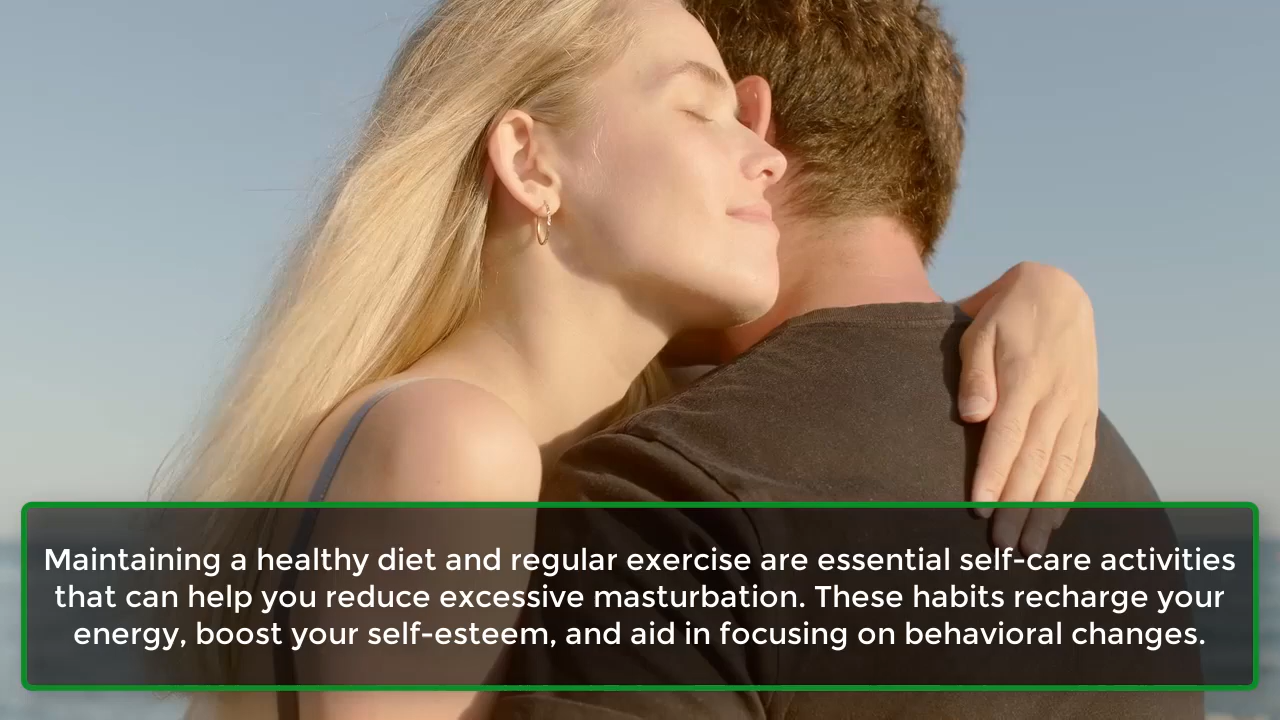 Maintaining a healthy diet and regular exercise are essential self-care activities
that can help you reduce excessive masturbation. These habits recharge your
energy, boost your self-esteem, and aid in focusing on behavioral changes.